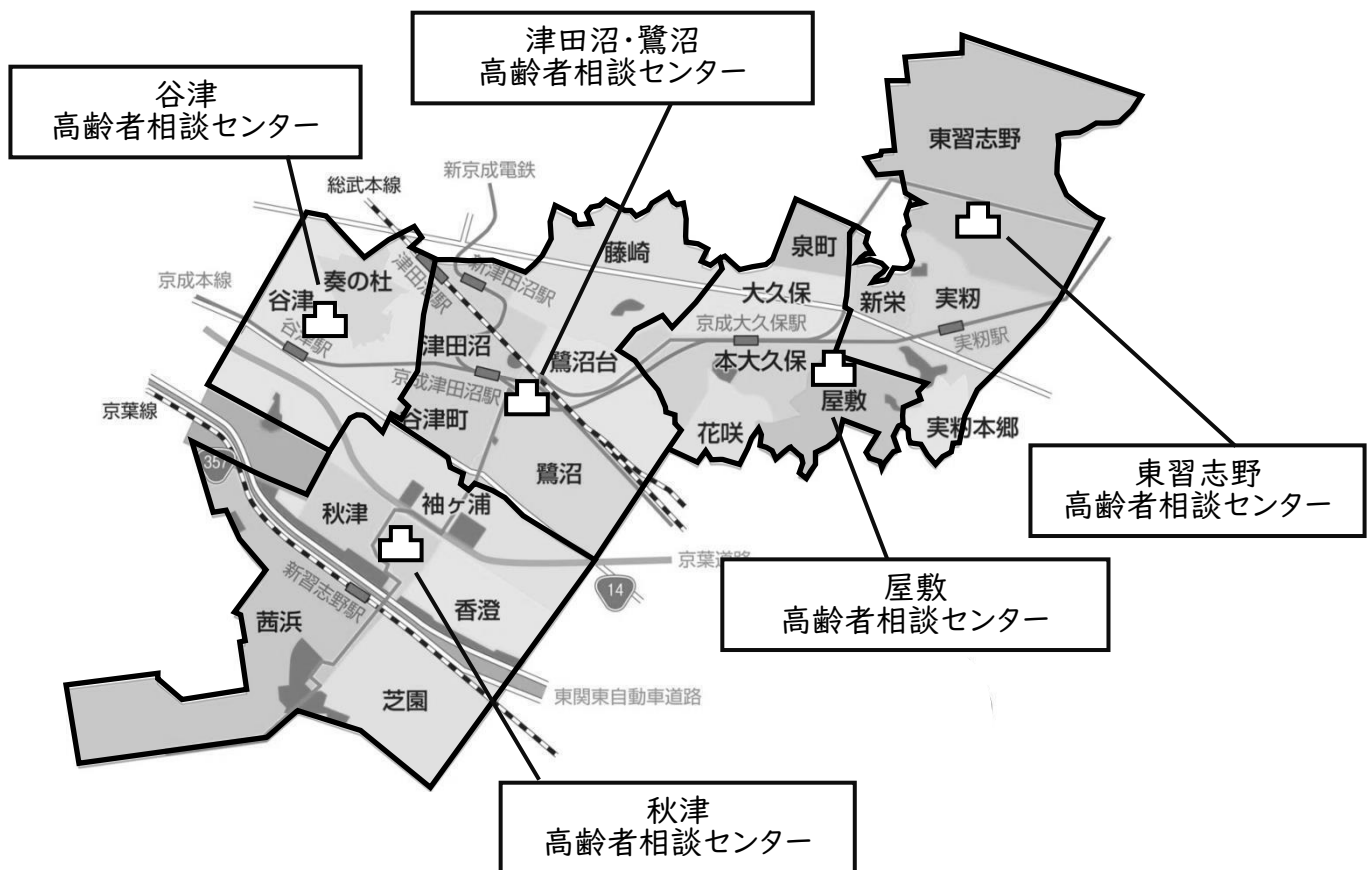 津田沼・鷺沼
高齢者相談センター
谷津
高齢者相談センター
東習志野
新京成電鉄
総武本線
藤崎
泉町
津田沼駅
新津田沼駅
京成本線
奏の杜
谷津
大久保
新栄
実籾
谷津駅
京成大久保駅
実籾駅
津田沼
鷺沼台
本大久保
京成津田沼駅
屋敷
京葉線
谷津町
花咲
実籾本郷
357
鷺沼
東習志野
高齢者相談センター
秋津
袖ヶ浦
京葉道路
14
新習志野駅
屋敷
高齢者相談センター
香澄
茜浜
芝園
東関東自動車道路
秋津
高齢者相談センター